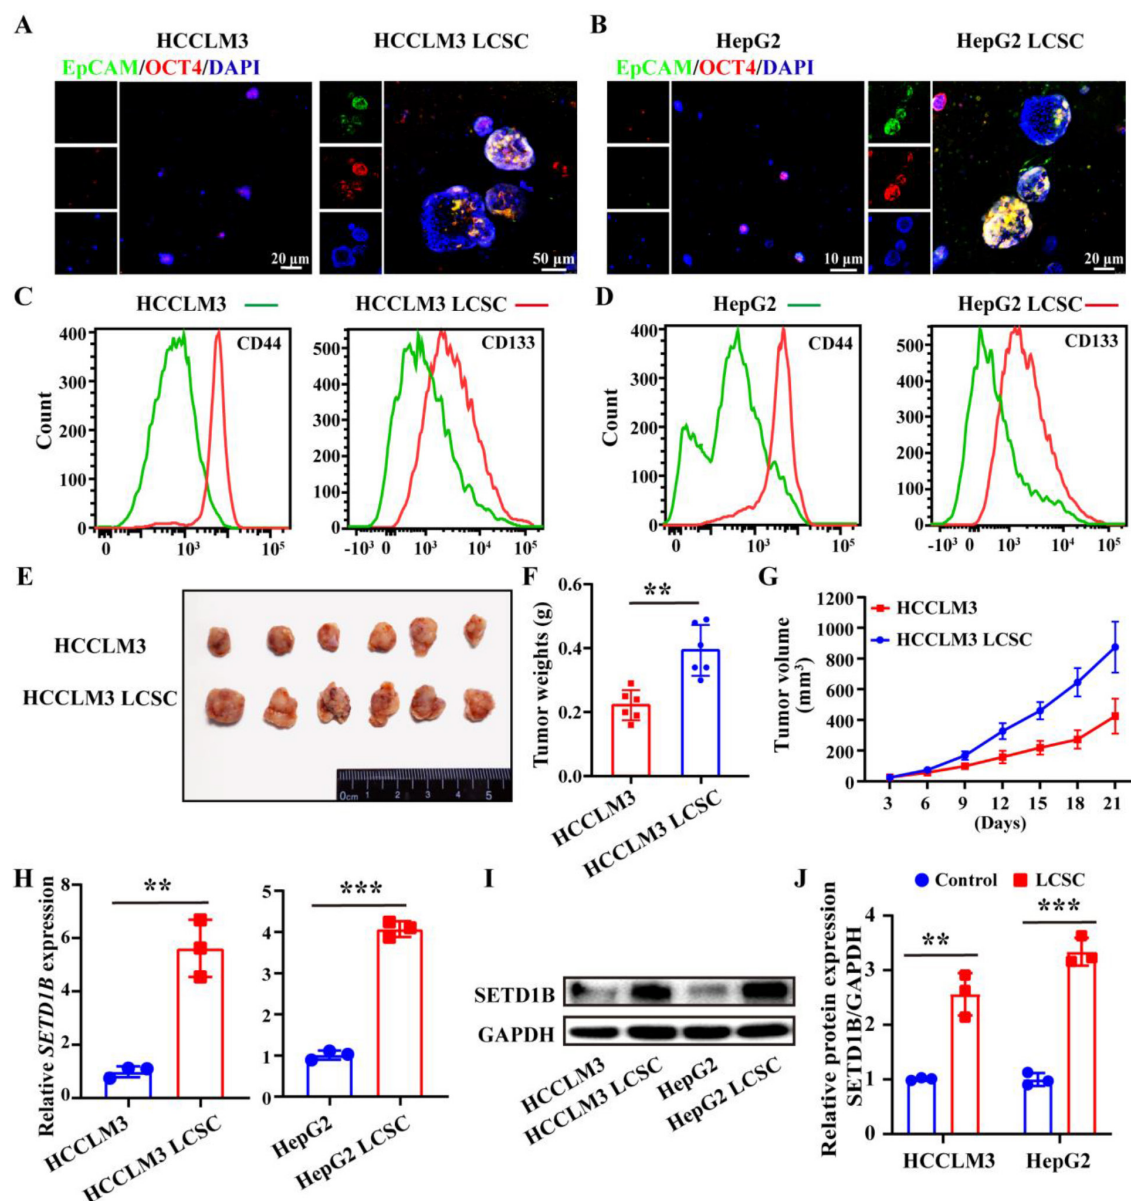 A
HCCLM3
HCCLM3 LCSC
EpCAM/OCT4/DAPI
20 µm
50 µm
B
HepG2
HepG2 LCSC
EpCAM/OCT4/DAPI
10 µm
20 µm
C
HCCLM3
HCCLM3 LCSC
Count
400
300
200
100
0
CD44
0
10³
10⁵
500
400
300
200
100
0
CD133
-10³
0
10³
10⁴
10⁵
D
HepG2
HepG2 LCSC
Count
400
300
200
100
0
CD44
0
10³
10⁵
500
400
300
200
100
0
CD133
-10³
0
10³
10⁴
10⁵
E
HCCLM3
HCCLM3 LCSC
0cm 1 2 3 4 5
F
Tumor weights (g)
0.6
0.4
0.2
0.0
**
HCCLM3
HCCLM3 LCSC
G
HCCLM3
HCCLM3 LCSC
Tumor volume
(mm³)
1200
1000
800
600
400
200
0
3 6 9 12 15 18 21
(Days)
H
Relative SETD1B expression
8
6
4
2
0
**
HCCLM3
HCCLM3 LCSC
5
4
3
2
1
0
***
HepG2
HepG2 LCSC
I
SETD1B
GAPDH
HCCLM3
HCCLM3 LCSC
HepG2
HepG2 LCSC
J
Control
LCSC
Relative protein expression
SETD1B/GAPDH
4
3
2
1
0
**
***
HCCLM3
HepG2